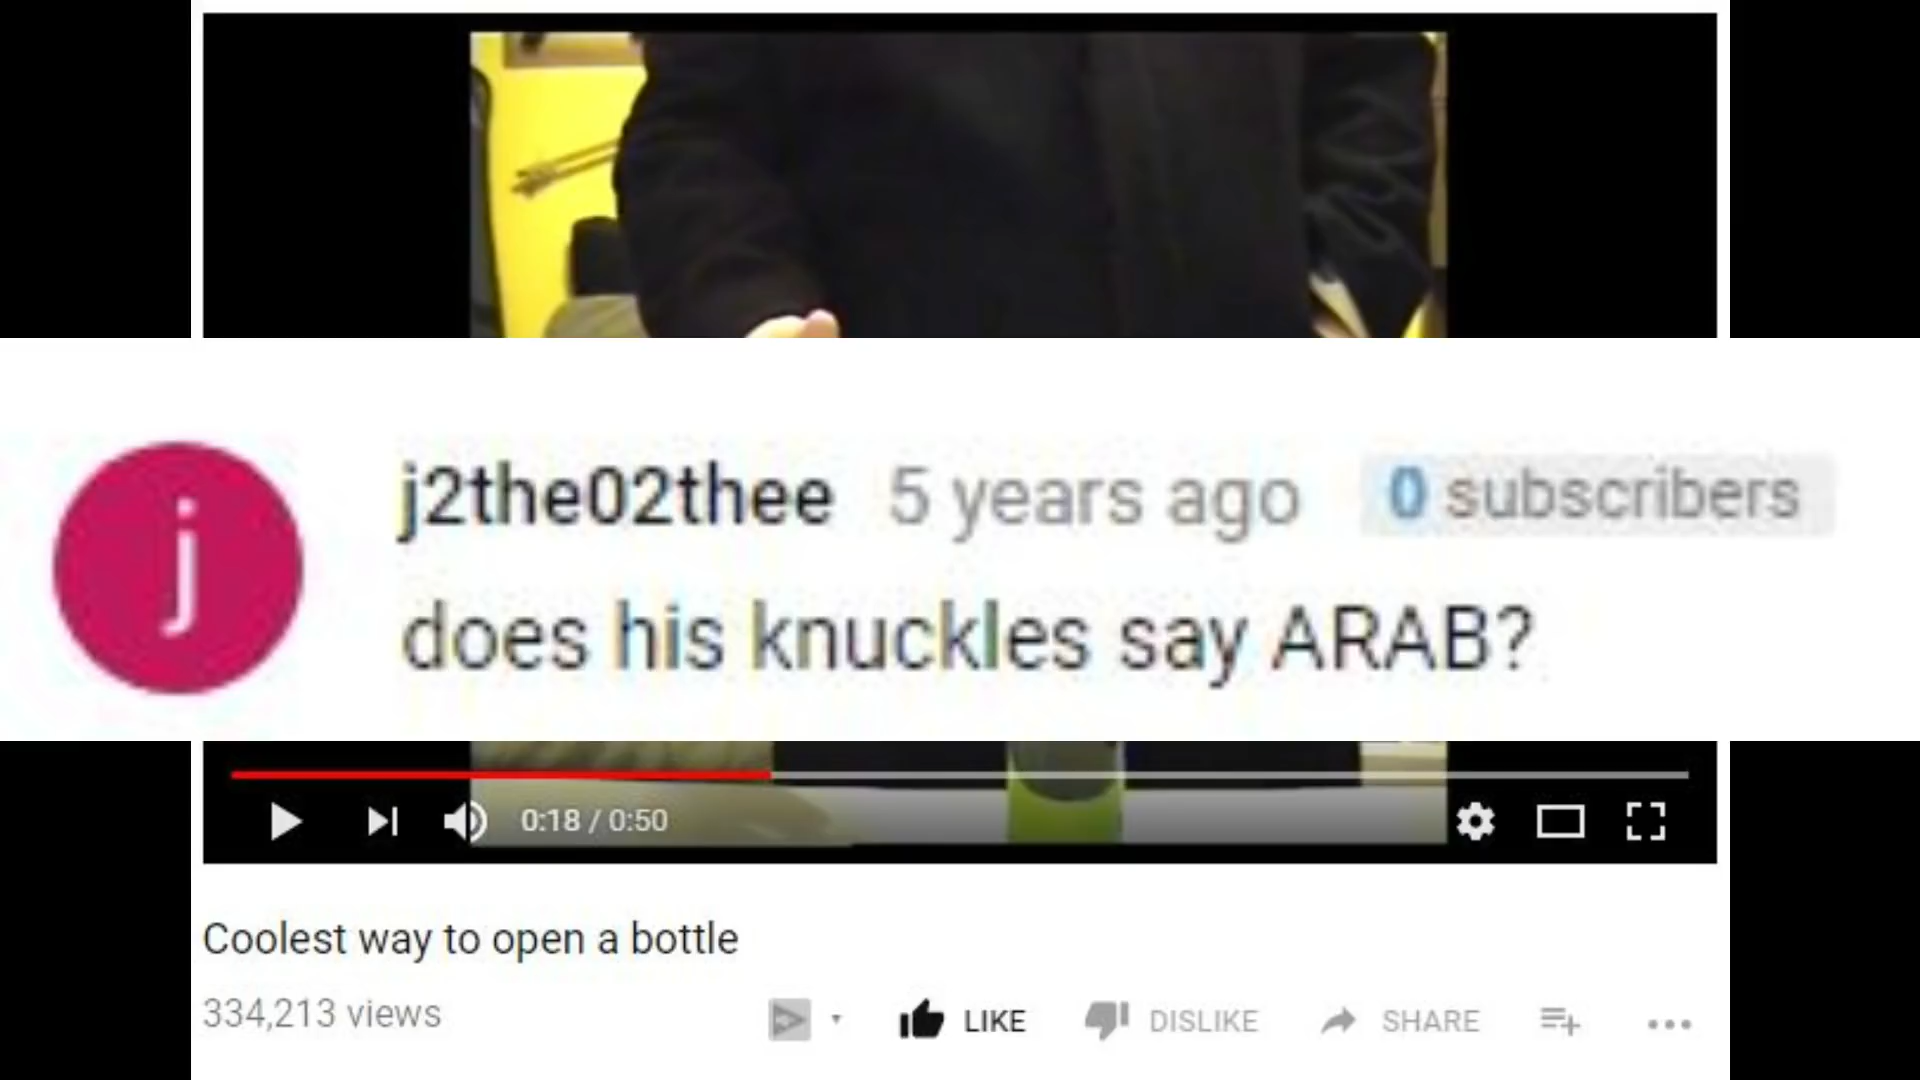 j
j2the02thee 5 years ago 0 subscribers
does his knuckles say ARAB?
0:18 / 0:50
Coolest way to open a bottle
334,213 views
LIKE DISLIKE SHARE